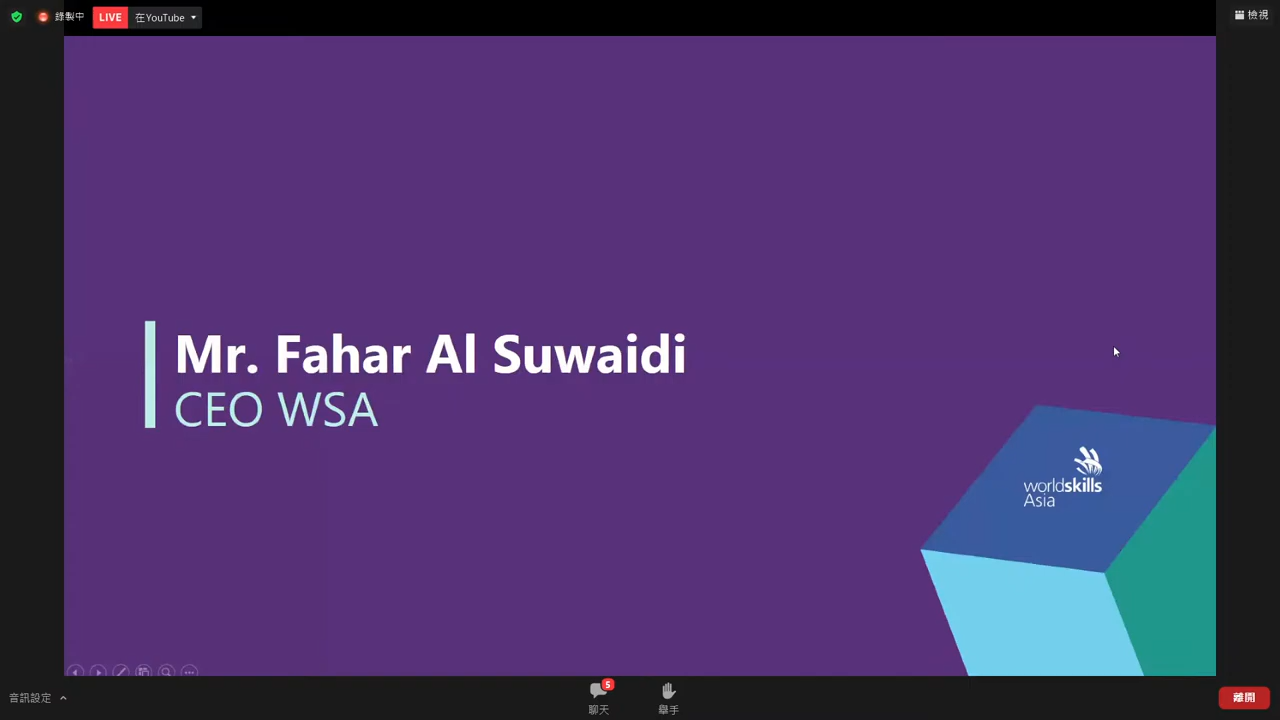 錄製中
LIVE 在YouTube
檢視
Mr. Fahar Al Suwaidi
CEO WSA
worldskills
Asia
音訊設定
5
聊天
舉手
離開